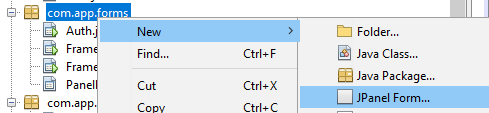 com.app.forms
Auth.j
New
Folder...
Frame
Find...
Ctrl+F
Java Class...
Frame
Java Package...
Panel
Cut
Ctrl+X
JPanel Form...
com.app.
Copy
Ctrl+C